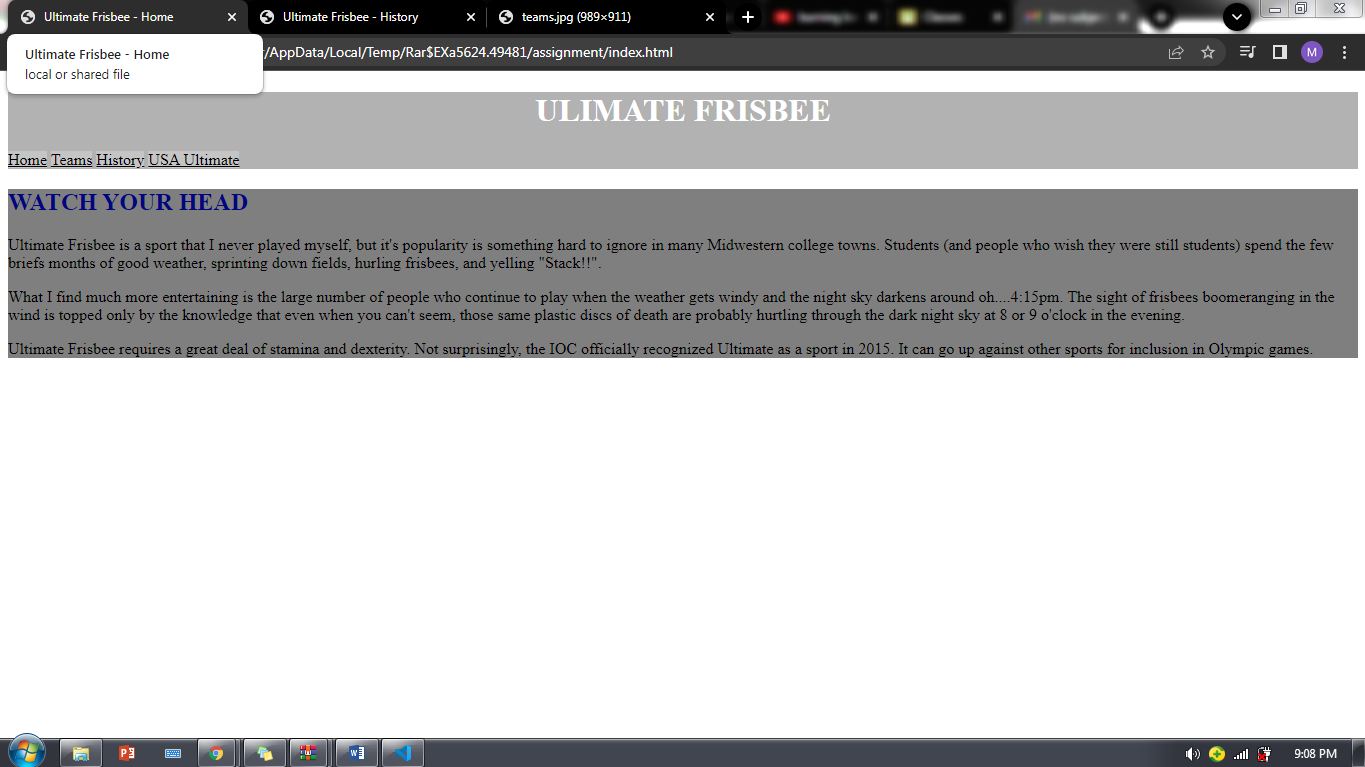 Ultimate Frisbee - Home
Ultimate Frisbee - History
teams.jpg (989×911)
Ultimate Frisbee - Home
local or shared file
/AppData/Local/Temp/Rar$EXa5624.49481/assignment/index.html
M
ULIMATE FRISBEE
Home Teams History USA Ultimate
WATCH YOUR HEAD
Ultimate Frisbee is a sport that I never played myself, but it's popularity is something hard to ignore in many Midwestern college towns. Students (and people who wish they were still students) spend the few
briefs months of good weather, sprinting down fields, hurling frisbees, and yelling "Stack!!".
What I find much more entertaining is the large number of people who continue to play when the weather gets windy and the night sky darkens around oh....4:15pm. The sight of frisbees boomeranging in the
wind is topped only by the knowledge that even when you can't seem, those same plastic discs of death are probably hurtling through the dark night sky at 8 or 9 o'clock in the evening.
Ultimate Frisbee requires a great deal of stamina and dexterity. Not surprisingly, the IOC officially recognized Ultimate as a sport in 2015. It can go up against other sports for inclusion in Olympic games.
9:08 PM